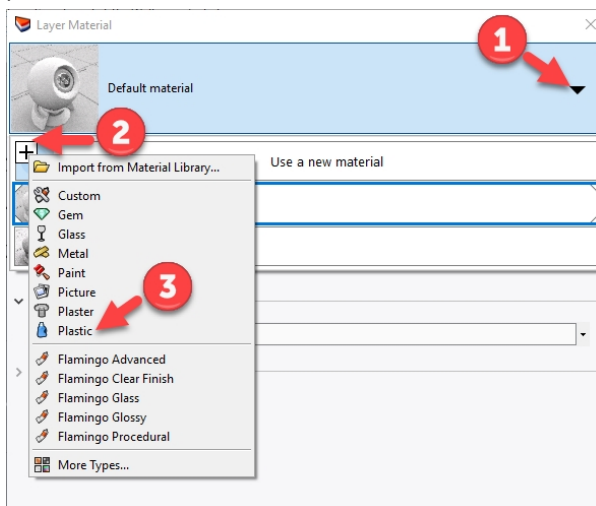 Layer Material
1
Default material
2
Use a new material
Import from Material Library...
Custom
Gem
Glass
Metal
Paint
Picture
3
Plaster
Plastic
Flamingo Advanced
Flamingo Clear Finish
Flamingo Glass
Flamingo Glossy
Flamingo Procedural
More Types...